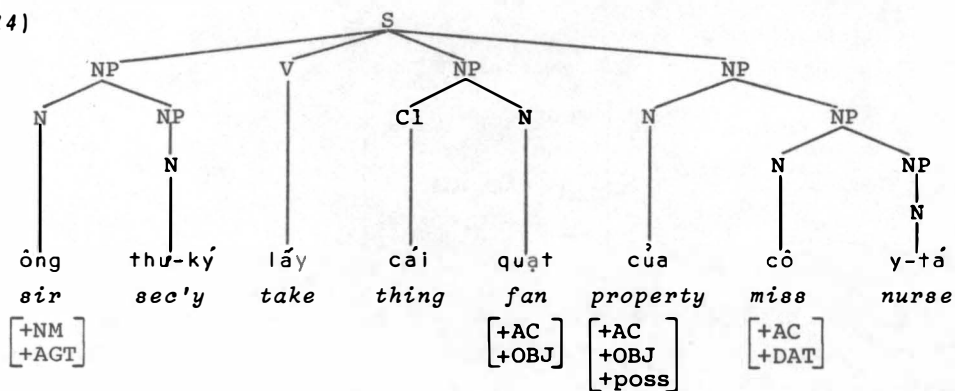 4)
S
NP V NP NP
N NP Cl N N NP
N N NP
N
ông thư-ký lấy cái quạt của cô y-tá
sir sec'y take thing fan property miss nurse
[+NM [+AC [+AC [+AC
+AGT] +OBJ] +OBJ +DAT]
+poss]